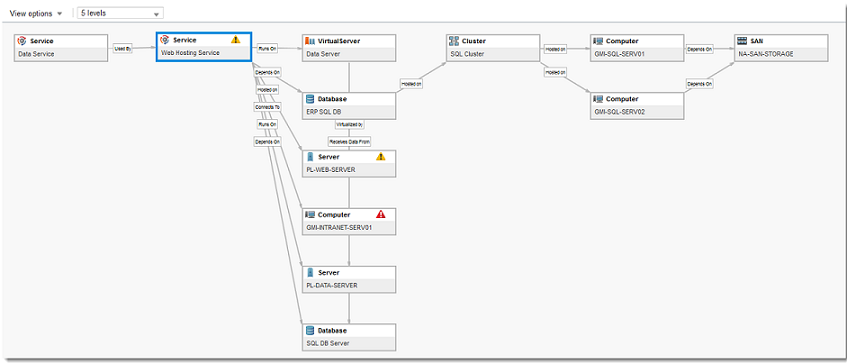 View options
5 levels
Service
Data Service
Used By
Service
Web Hosting Service
Runs On
VirtualServer
Data Server
Cluster
SQL Cluster
Hosted on
Computer
GMI-SQL-SERV01
Depends On
SAN
NA-SAN-STORAGE
Depends On
Hosted on
Hosted on
Depends On
Hosted on
Database
ERP SQL DB
Computer
GMI-SQL-SERV02
Connects To
Runs On
Virtualized by
Depends On
Receives Data From
Server
PL-WEB-SERVER
Computer
GMI-INTRANET-SERV01
Server
PL-DATA-SERVER
Database
SQL DB Server